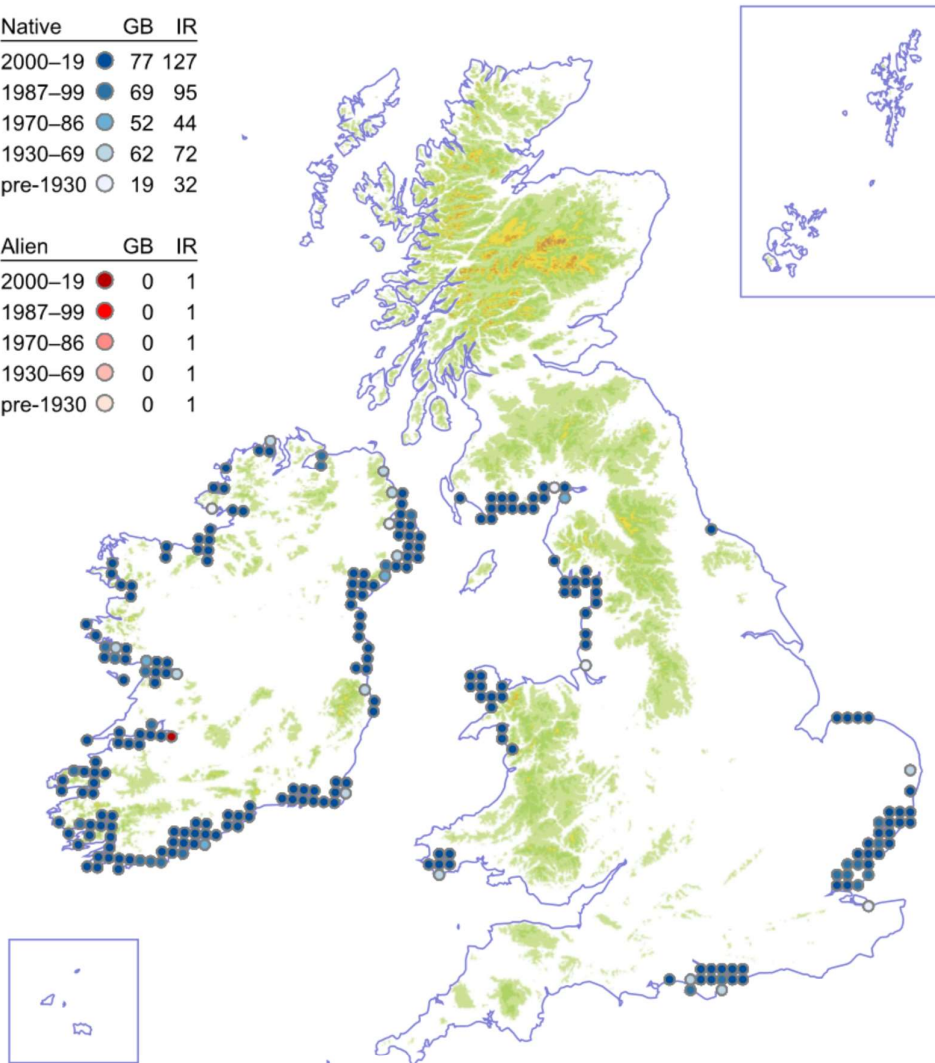 Native GB IR
2000–19 77 127
1987–99 69 95
1970–86 52 44
1930–69 62 72
pre-1930 19 32
Alien GB IR
2000–19 0 1
1987–99 0 1
1970–86 0 1
1930–69 0 1
pre-1930 0 1